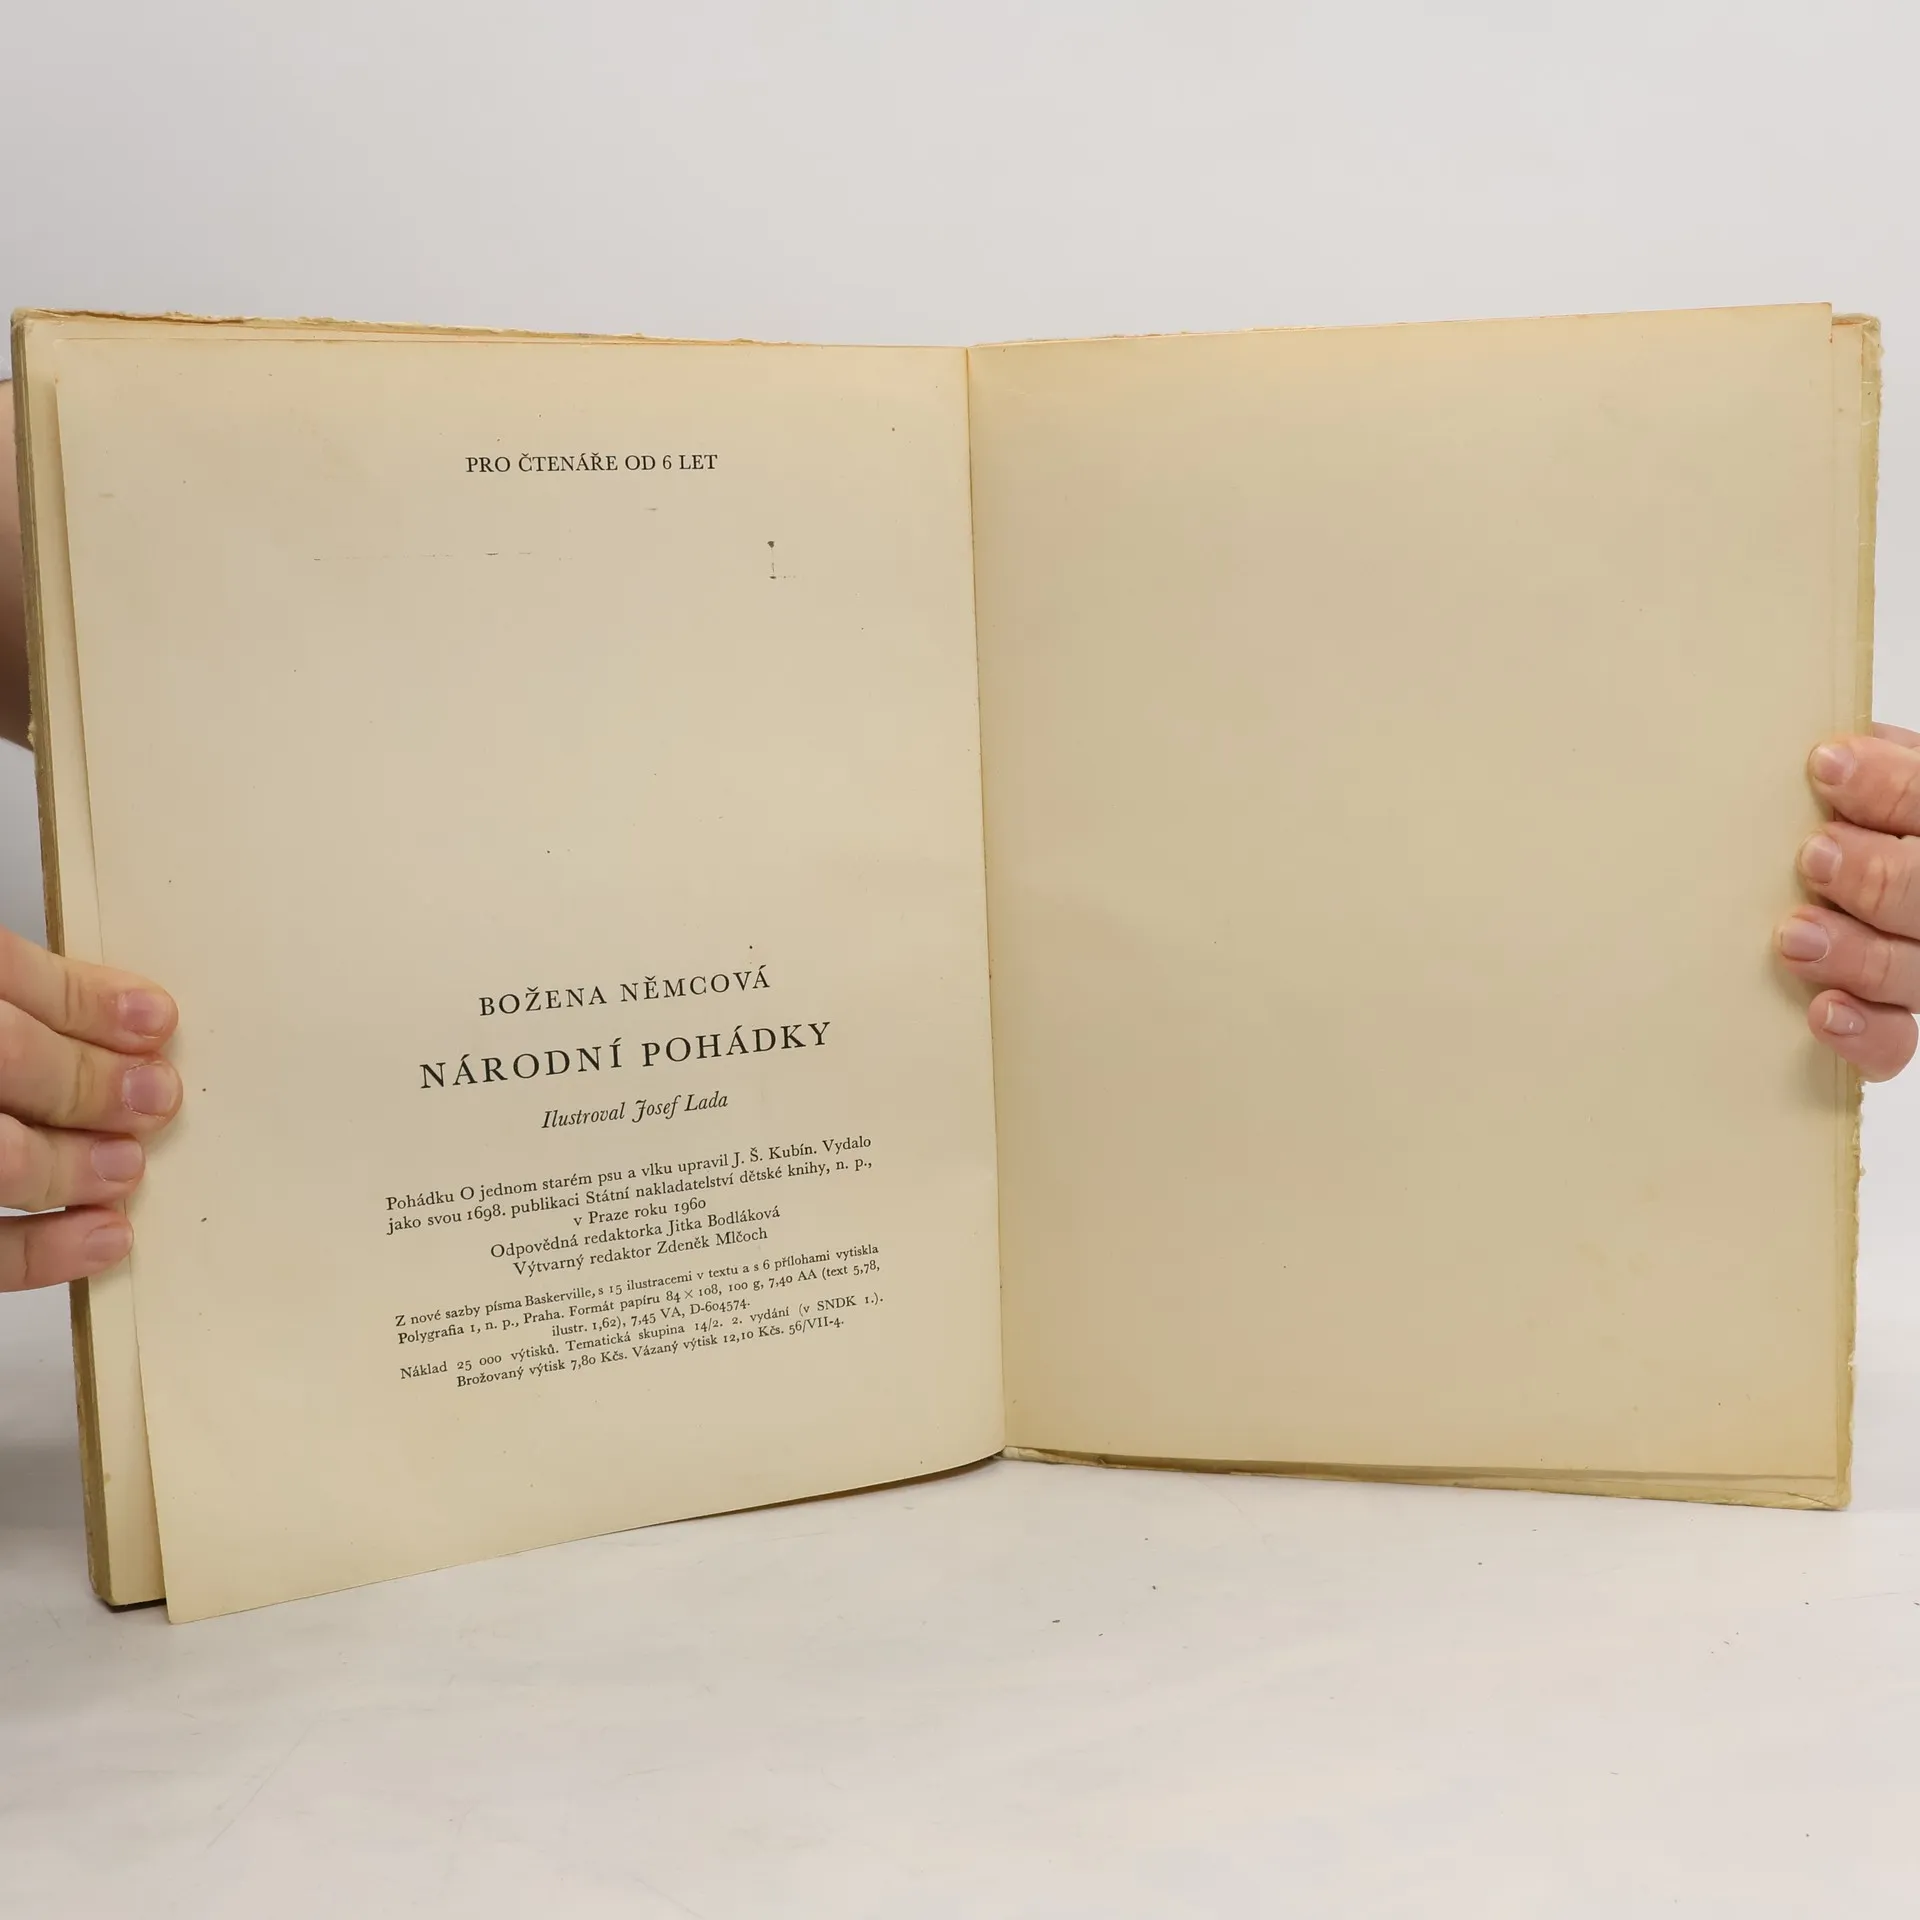 PRO ČTENÁŘE OD 6 LET
BOŽENA NĚMCOVÁ
NÁRODNÍ POHÁDKY
Ilustroval Josef Lada
Pohádku O jednom starém psu a vlku upravil J. Š. Kubín. Vydalo
jako svou 1698. publikaci Státní nakladatelství dětské knihy, n. p.,
v Praze roku 1960
Odpovědná redaktorka Jitka Bodláková
Výtvarný redaktor Zdeněk Mlčoch
Z nové sazby písma Baskerville, s 15 ilustracemi v textu a s 6 přílohami vytiskla
Polygrafia 1, n. p., Praha. Formát papíru 84 × 108, 100 g, 7,40 AA (text 5,78,
ilustr. 1,62), 7,45 VA, D-604574.
Náklad 25 000 výtisků. Tematická skupina 14/2. 2. vydání (v SNDK 1.).
Brožovaný výtisk 7,80 Kčs. Vázaný výtisk 12,10 Kčs. 56/VII-4.